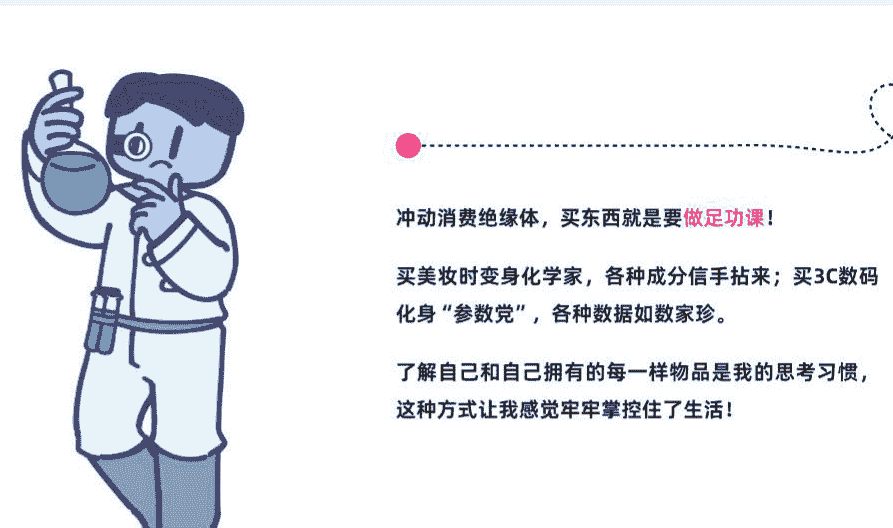 冲动消费绝缘体，买东西就是要做足功课！
买美妆时变身化学家，各种成分信手拈来；买3C数码
化身“参数党”，各种数据如数家珍。
了解自己和自己拥有的每一样物品是我的思考习惯，
这种方式让我感觉牢牢掌控住了生活！